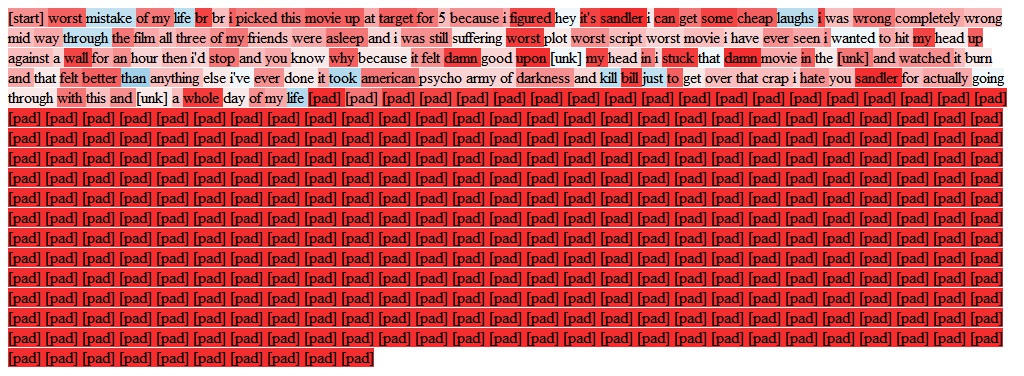 [start] worst mistake of my life br br i picked this movie up at target for 5 because i figured hey it's sandler i can get some cheap laughs i was wrong completely wrong
mid way through the film all three of my friends were asleep and i was still suffering worst plot worst script worst movie i have ever seen i wanted to hit my head up
against a wall for an hour then i'd stop and you know why because it felt damn good upon [unk] my head in i stuck that damn movie in the [unk] and watched it burn
and that felt better than anything else i've ever done it took american psycho army of darkness and kill bill just to get over that crap i hate you sandler for actually going
through with this and [unk] a whole day of my life [pad] [pad] [pad] [pad] [pad] [pad] [pad] [pad] [pad] [pad] [pad] [pad] [pad] [pad] [pad] [pad] [pad] [pad] [pad]
[pad] [pad] [pad] [pad] [pad] [pad] [pad] [pad] [pad] [pad] [pad] [pad] [pad] [pad] [pad] [pad] [pad] [pad] [pad] [pad] [pad] [pad] [pad] [pad] [pad] [pad] [pad]
[pad] [pad] [pad] [pad] [pad] [pad] [pad] [pad] [pad] [pad] [pad] [pad] [pad] [pad] [pad] [pad] [pad] [pad] [pad] [pad] [pad] [pad] [pad] [pad] [pad] [pad] [pad]
[pad] [pad] [pad] [pad] [pad] [pad] [pad] [pad] [pad] [pad] [pad] [pad] [pad] [pad] [pad] [pad] [pad] [pad] [pad] [pad] [pad] [pad] [pad] [pad] [pad] [pad] [pad]
[pad] [pad] [pad] [pad] [pad] [pad] [pad] [pad] [pad] [pad] [pad] [pad] [pad] [pad] [pad] [pad] [pad] [pad] [pad] [pad] [pad] [pad] [pad] [pad] [pad] [pad] [pad]
[pad] [pad] [pad] [pad] [pad] [pad] [pad] [pad] [pad] [pad] [pad] [pad] [pad] [pad] [pad] [pad] [pad] [pad] [pad] [pad] [pad] [pad] [pad] [pad] [pad] [pad] [pad]
[pad] [pad] [pad] [pad] [pad] [pad] [pad] [pad] [pad] [pad] [pad] [pad] [pad] [pad] [pad] [pad] [pad] [pad] [pad] [pad] [pad] [pad] [pad] [pad] [pad] [pad] [pad]
[pad] [pad] [pad] [pad] [pad] [pad] [pad] [pad] [pad] [pad] [pad] [pad] [pad] [pad] [pad] [pad] [pad] [pad] [pad] [pad] [pad] [pad] [pad] [pad] [pad] [pad] [pad]
[pad] [pad] [pad] [pad] [pad] [pad] [pad] [pad] [pad] [pad] [pad] [pad] [pad] [pad] [pad] [pad] [pad] [pad] [pad] [pad] [pad] [pad] [pad] [pad] [pad] [pad] [pad]
[pad] [pad] [pad] [pad] [pad] [pad] [pad] [pad] [pad] [pad] [pad] [pad] [pad] [pad] [pad] [pad] [pad] [pad] [pad] [pad] [pad] [pad] [pad] [pad] [pad] [pad] [pad]
[pad] [pad] [pad] [pad] [pad] [pad] [pad] [pad] [pad] [pad] [pad] [pad] [pad] [pad] [pad] [pad] [pad] [pad] [pad] [pad] [pad] [pad] [pad] [pad] [pad] [pad] [pad]
[pad] [pad] [pad] [pad] [pad] [pad] [pad] [pad] [pad] [pad] [pad] [pad] [pad] [pad] [pad] [pad] [pad] [pad] [pad] [pad] [pad] [pad] [pad] [pad] [pad] [pad] [pad]
[pad] [pad] [pad] [pad] [pad] [pad] [pad] [pad] [pad] [pad] [pad] [pad] [pad] [pad] [pad] [pad] [pad] [pad] [pad] [pad] [pad] [pad] [pad] [pad] [pad] [pad] [pad]
[pad] [pad] [pad] [pad] [pad] [pad] [pad] [pad] [pad] [pad]